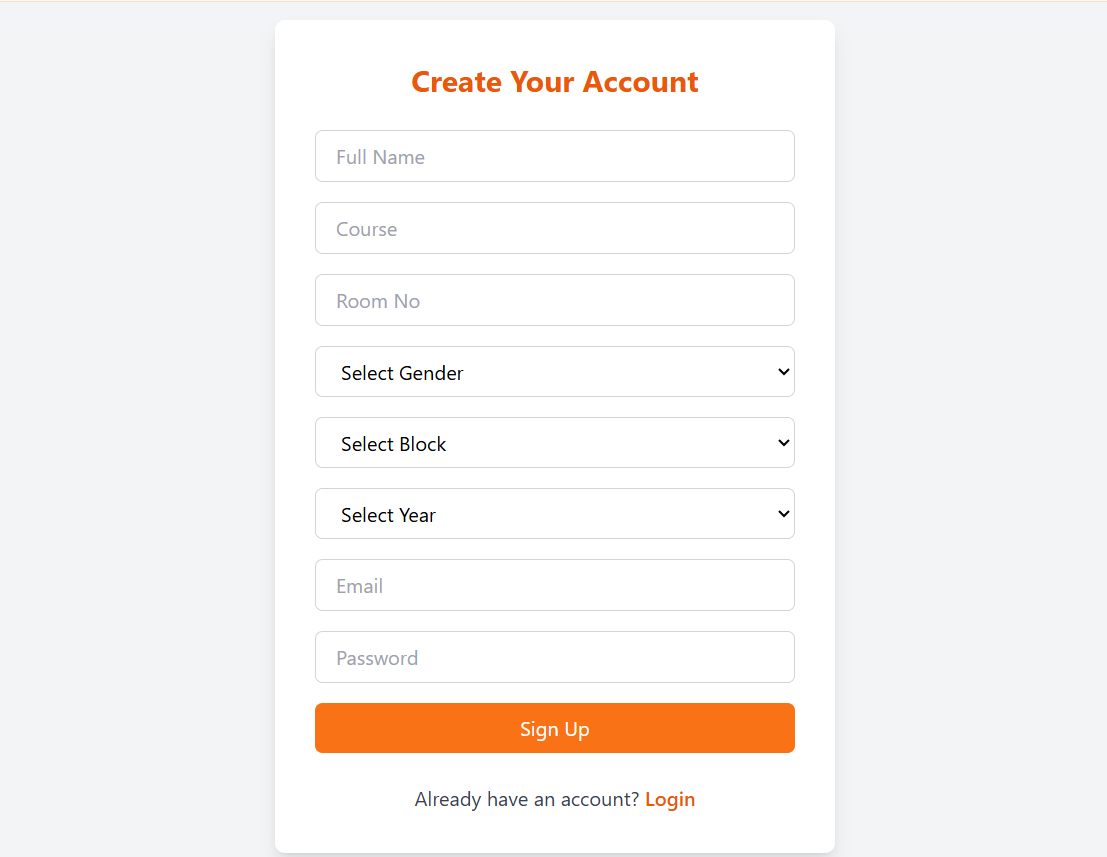 Create Your Account
Full Name
Course
Room No
Select Gender
Select Block
Select Year
Email
Password
Sign Up
Already have an account? Login